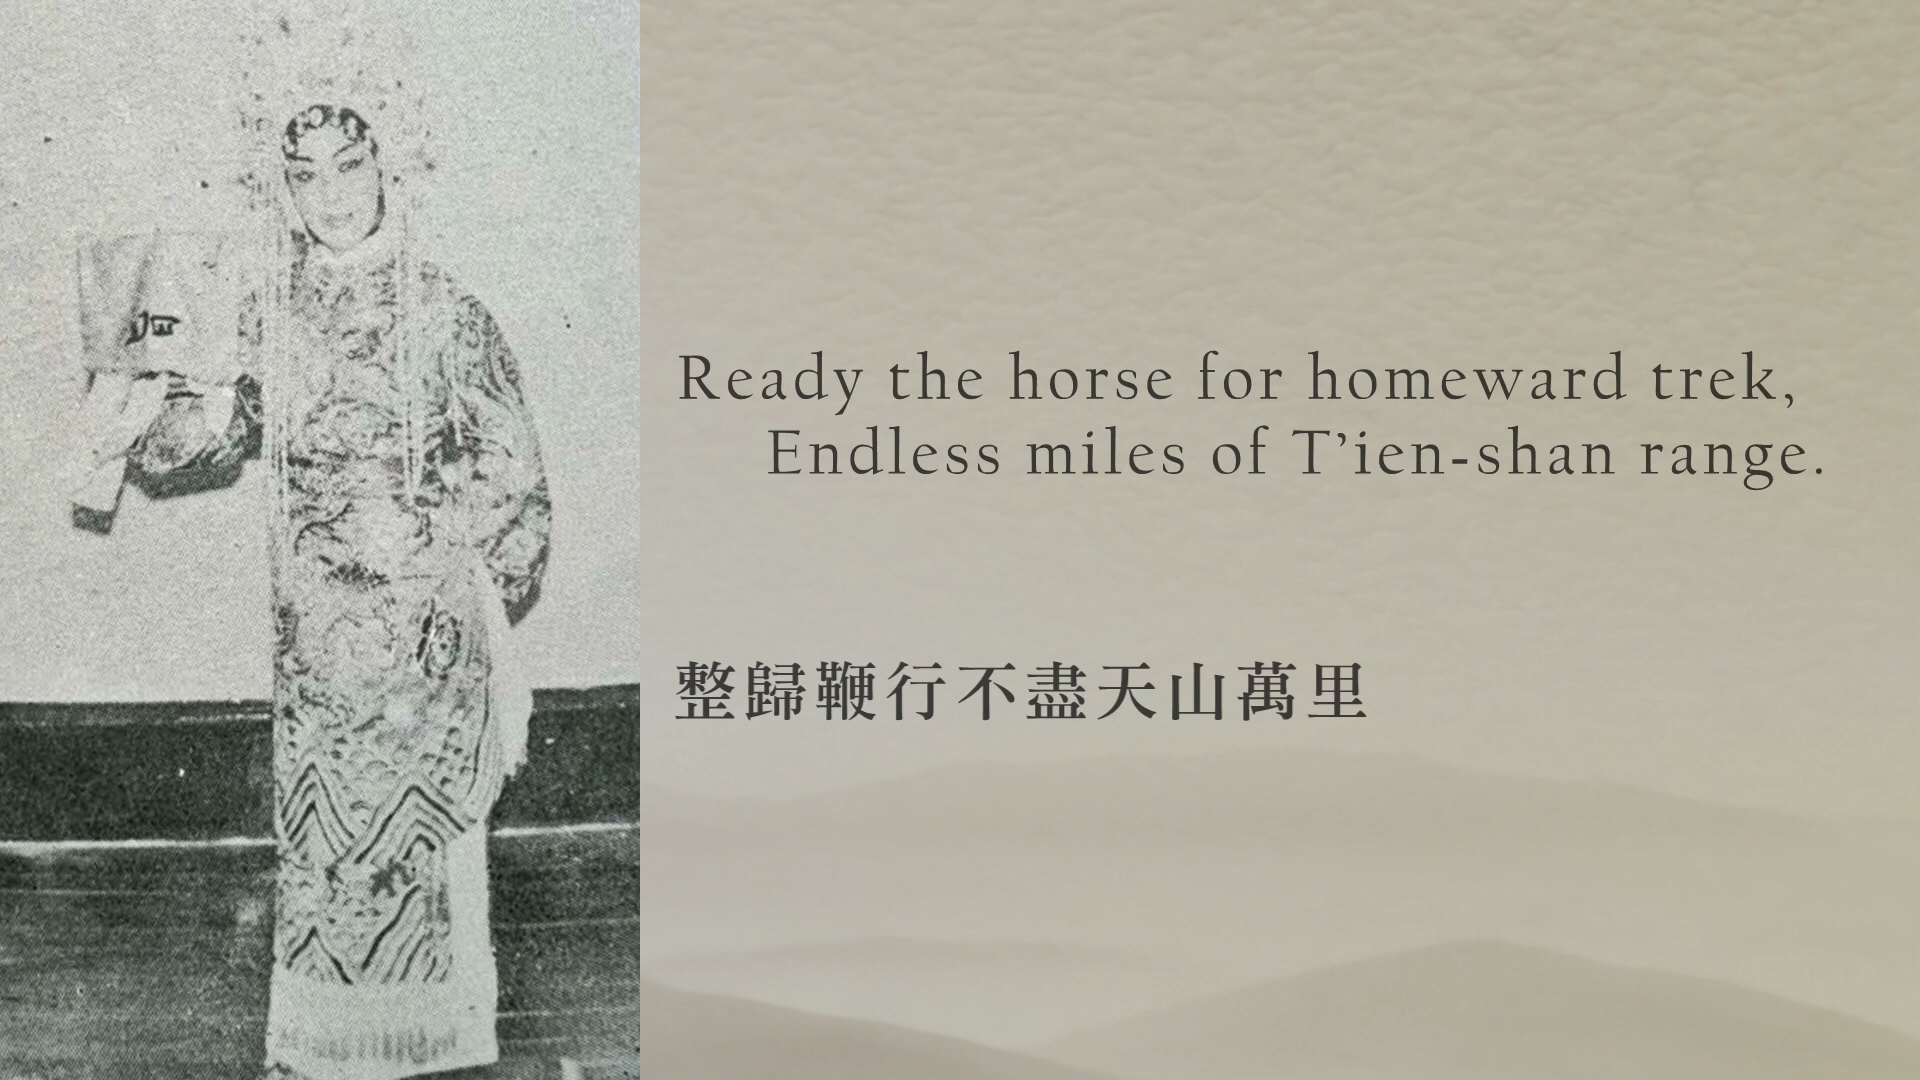 Ready the horse for homeward trek,
Endless miles of T’ien-shan range.
整歸鞭行不盡天山萬里